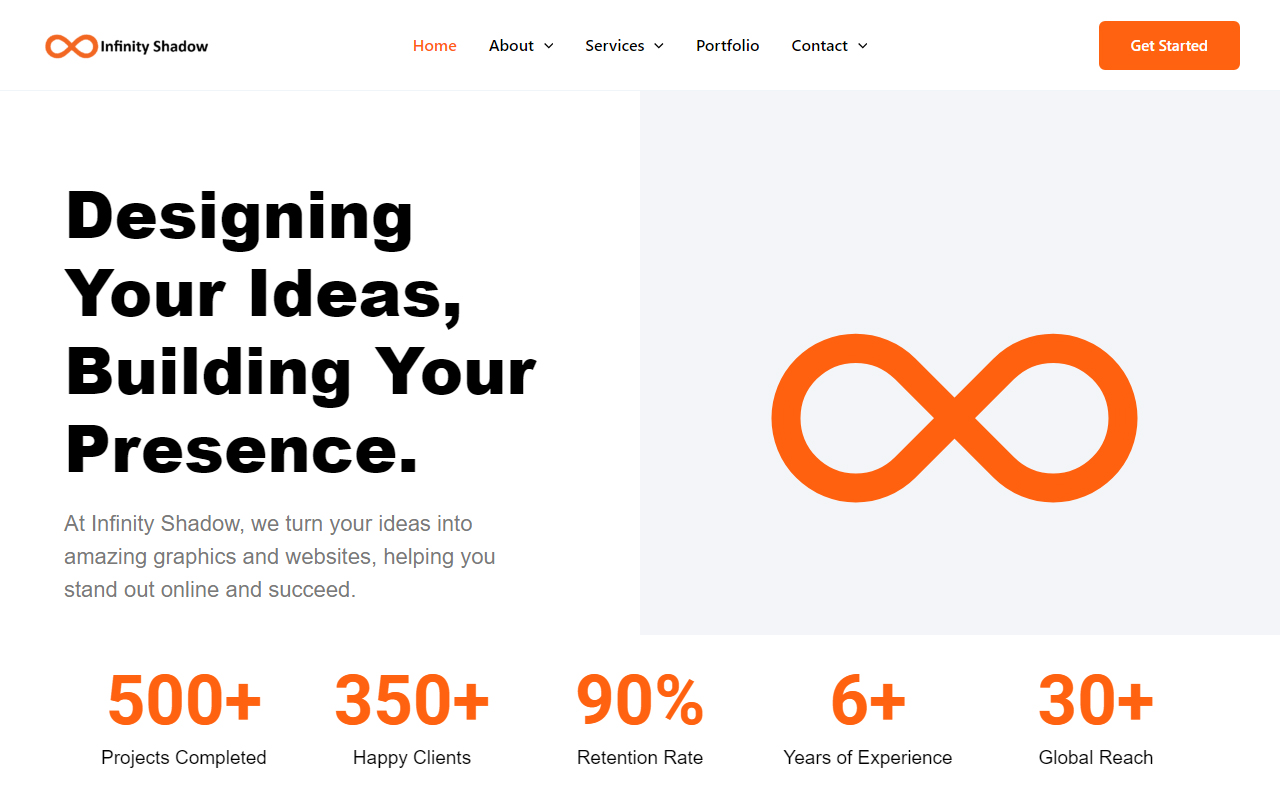 Infinity Shadow
Home
About
Services
Portfolio
Contact
Get Started
Designing
Your Ideas,
Building Your
Presence.
At Infinity Shadow, we turn your ideas into
amazing graphics and websites, helping you
stand out online and succeed.
500+
Projects Completed
350+
Happy Clients
90%
Retention Rate
6+
Years of Experience
30+
Global Reach